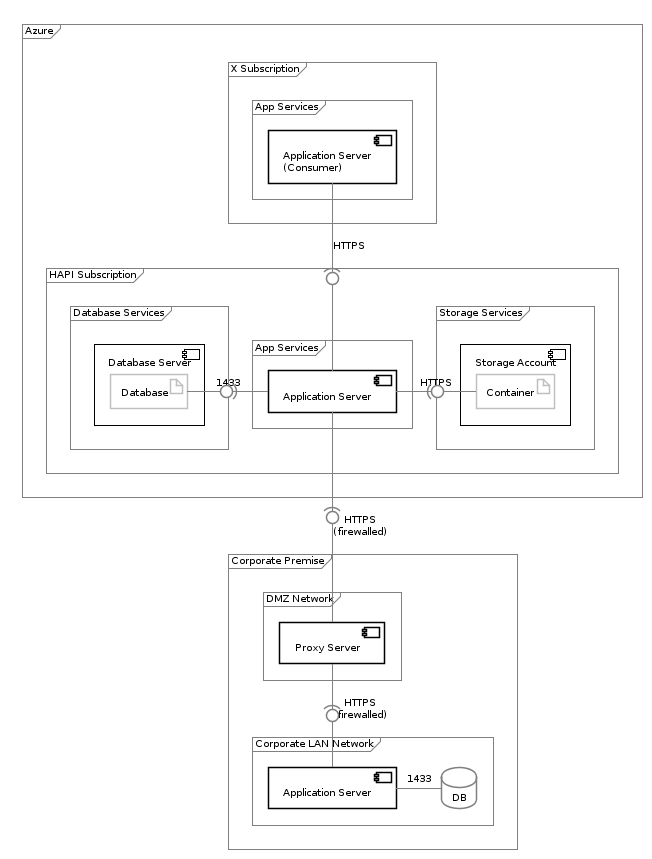 Azure
X Subscription
App Services
Application Server
(Consumer)
HTTPS
HAPI Subscription
Database Services
Storage Services
App Services
Database Server
Storage Account
1433
HTTPS
Database
Application Server
Container
HTTPS
(firewalled)
Corporate Premise
DMZ Network
Proxy Server
HTTPS
(firewalled)
Corporate LAN Network
1433
Application Server
DB